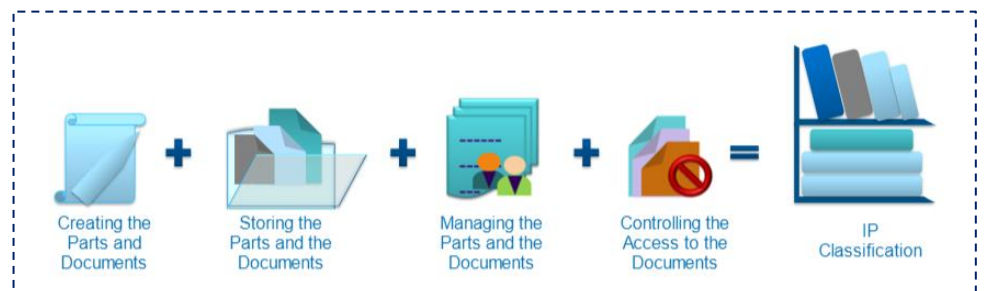 Creating the
Parts and
Documents
Storing the
Parts and the
Documents
Managing the
Parts and the
Documents
Controlling the
Access to the
Documents
IP
Classification